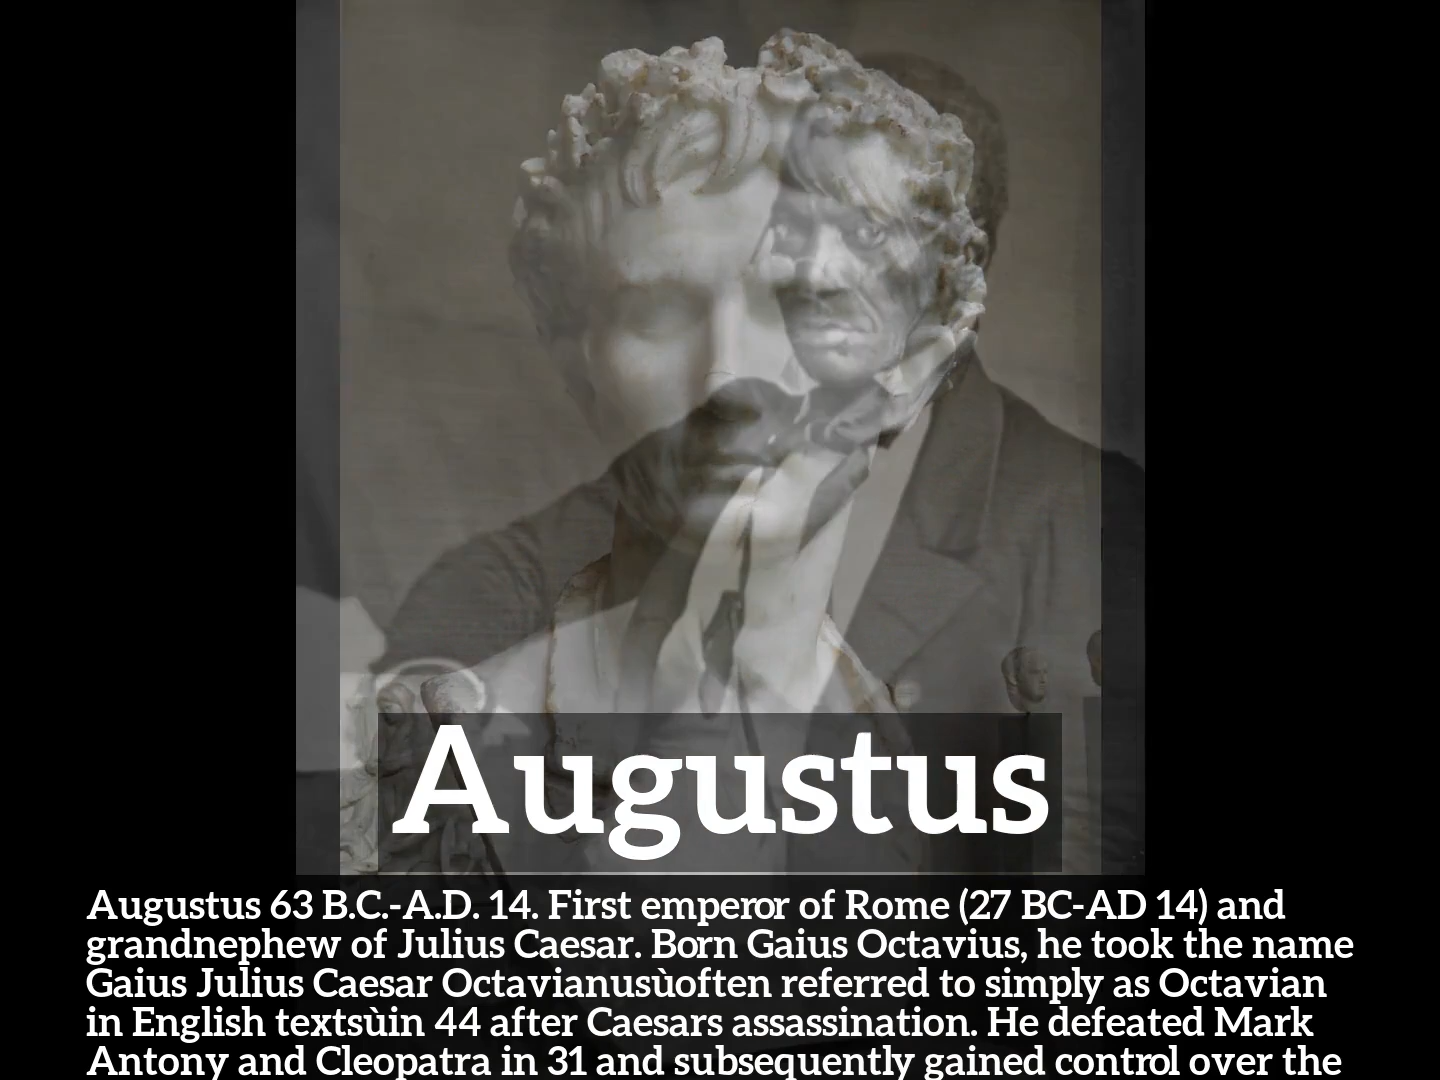 Augustus
Augustus 63 B.C.-A.D. 14. First emperor of Rome (27 BC-AD 14) and
grandnephew of Julius Caesar. Born Gaius Octavius, he took the name
Gaius Julius Caesar Octavianusùoften referred to simply as Octavian
in English textsùin 44 after Caesars assassination. He defeated Mark
Antony and Cleopatra in 31 and subsequently gained control over the